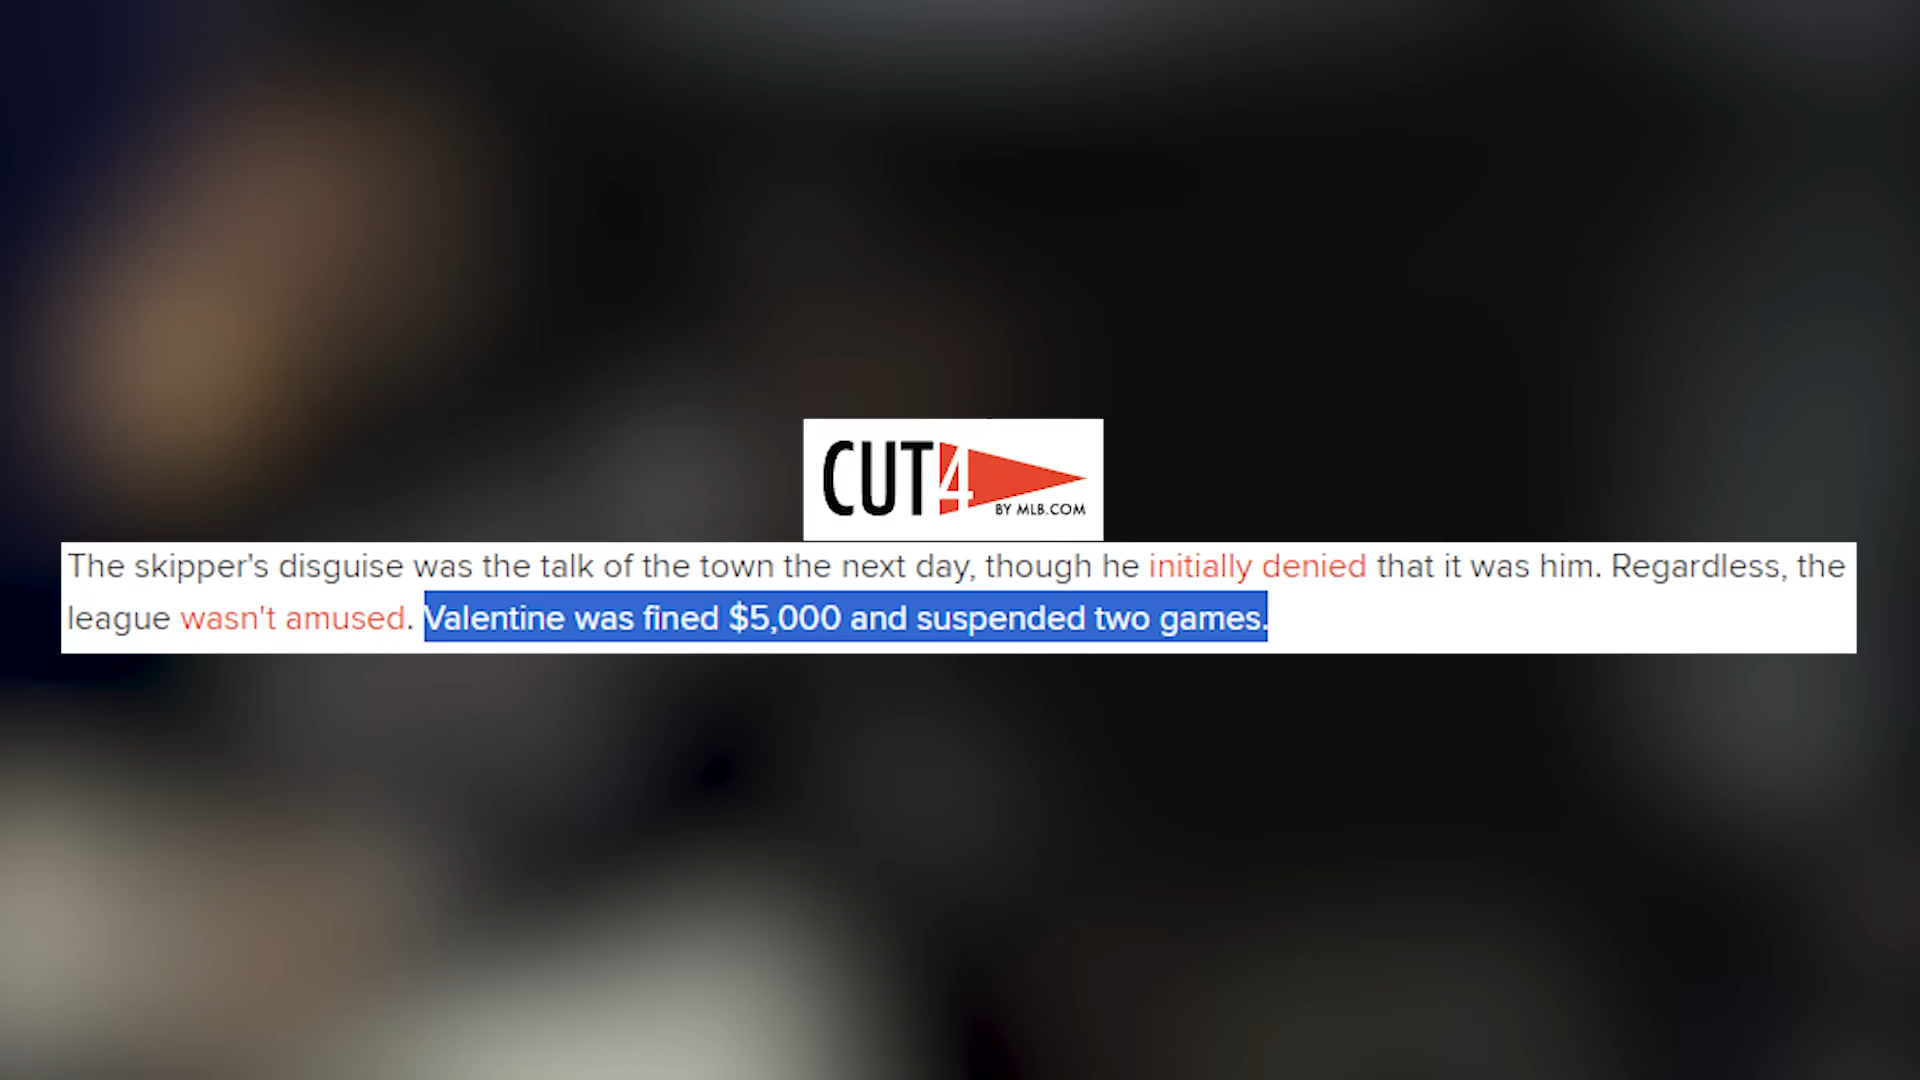 CUT4
BY MLB.COM
The skipper's disguise was the talk of the town the next day, though he initially denied that it was him. Regardless, the
league wasn't amused. Valentine was fined $5,000 and suspended two games.